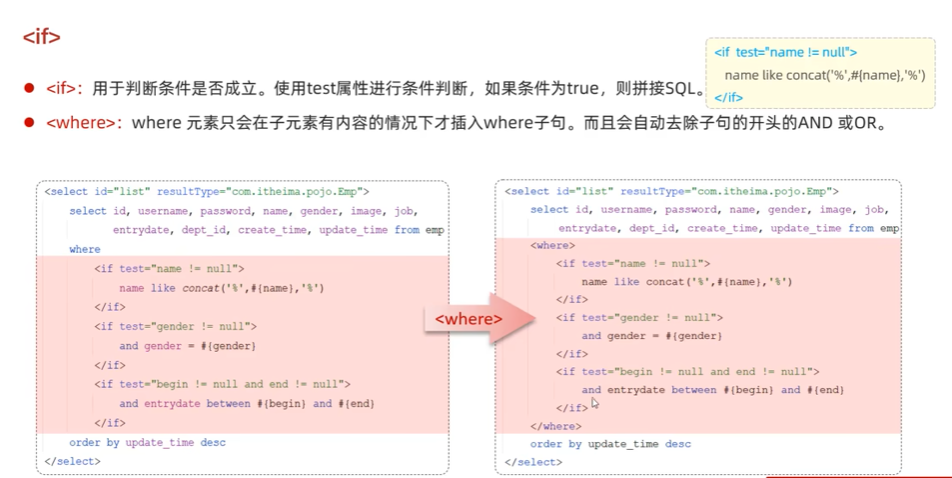 <if>
<if test="name != null">
name like concat('%',#{name},'%')
</if>
<if>：用于判断条件是否成立。使用test属性进行条件判断，如果条件为true，则拼接SQL。
<where>：where 元素只会在子元素有内容的情况下才插入where子句。而且会自动去除子句的开头的AND 或OR。
<select id="list" resultType="com.itheima.pojo.Emp">
select id, username, password, name, gender, image, job,
entrydate, dept_id, create_time, update_time from emp
where
<if test="name != null">
name like concat('%',#{name},'%')
</if>
<if test="gender != null">
and gender = #{gender}
</if>
<if test="begin != null and end != null">
and entrydate between #{begin} and #{end}
</if>
order by update_time desc
</select>
<where>
<select id="list" resultType="com.itheima.pojo.Emp">
select id, username, password, name, gender, image, job,
entrydate, dept_id, create_time, update_time from emp
<where>
<if test="name != null">
name like concat('%',#{name},'%')
</if>
<if test="gender != null">
and gender = #{gender}
</if>
<if test="begin != null and end != null">
and entrydate between #{begin} and #{end}
</if>
</where>
order by update_time desc
</select>